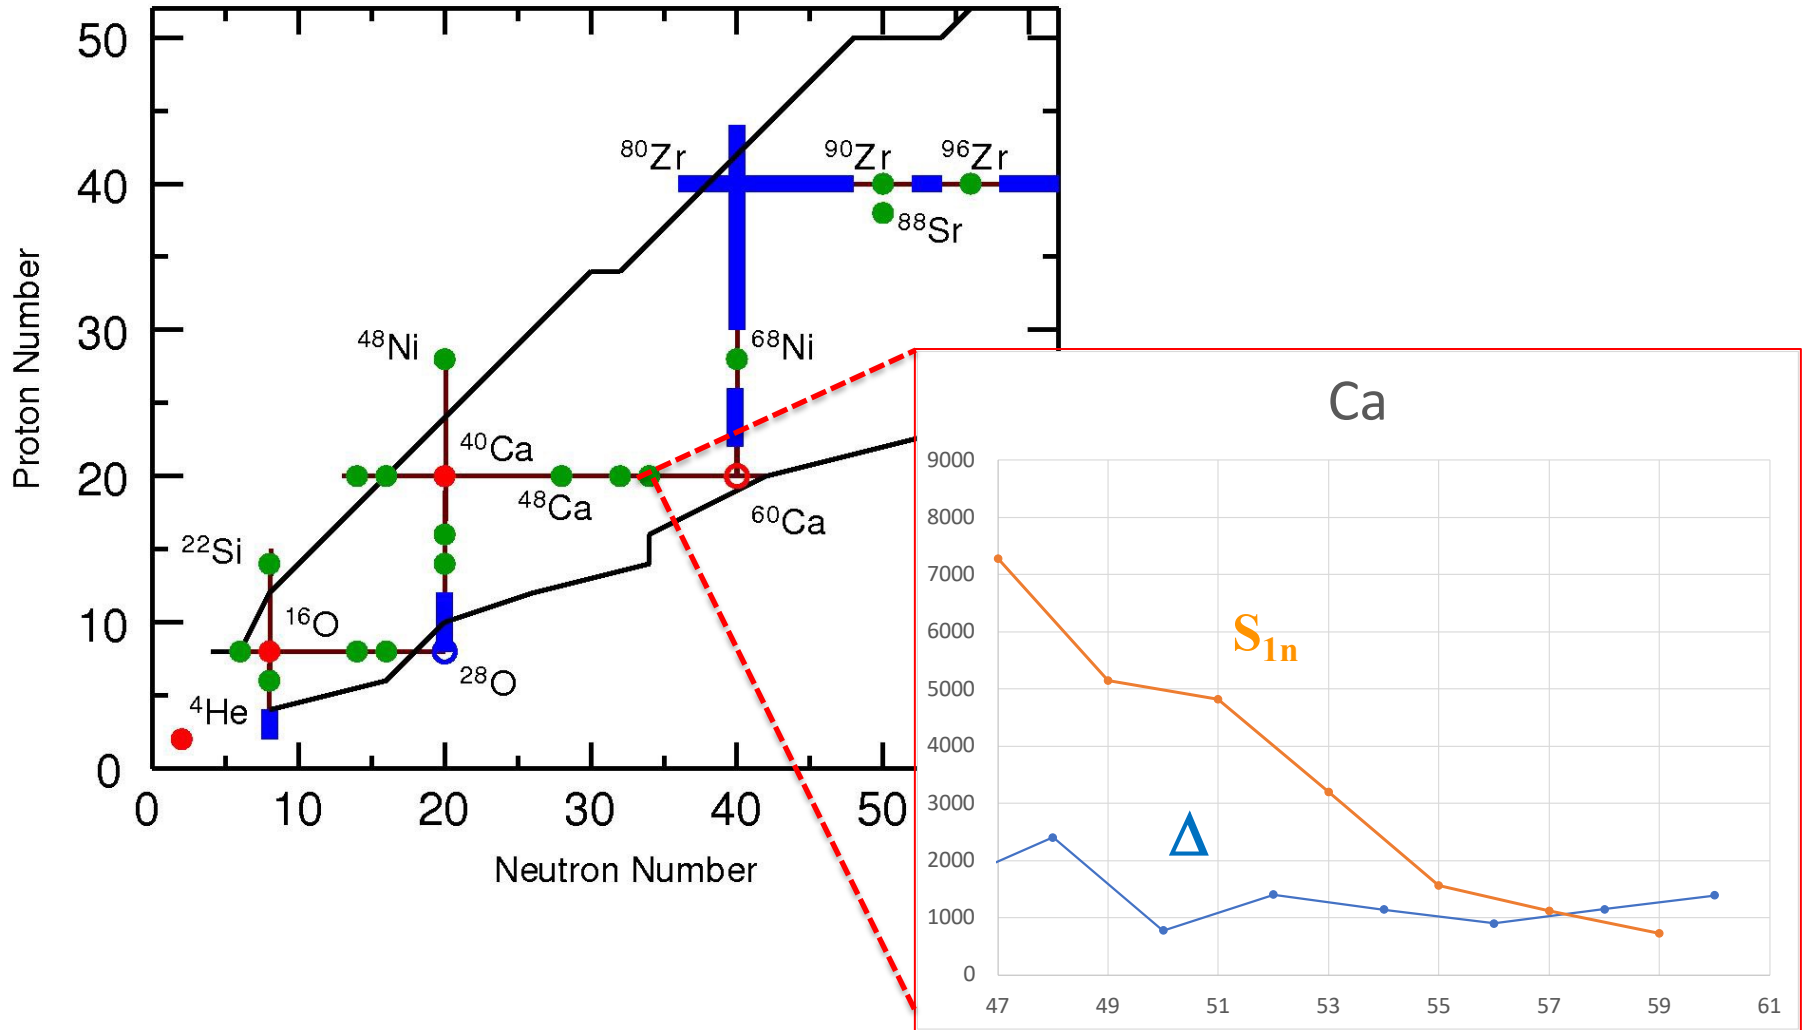 50
40
30
20
10
0
Proton Number
0
10
20
30
40
50
Neutron Number
⁸⁰Zr
⁹⁰Zr
⁹⁶Zr
⁸⁸Sr
⁴⁸Ni
⁶⁸Ni
⁴⁰Ca
⁴⁸Ca
⁶⁰Ca
²²Si
¹⁶O
²⁸O
⁴He
Ca
9000
8000
7000
6000
5000
4000
3000
2000
1000
0
S₁ₙ
Δ
47
49
51
53
55
57
59
61